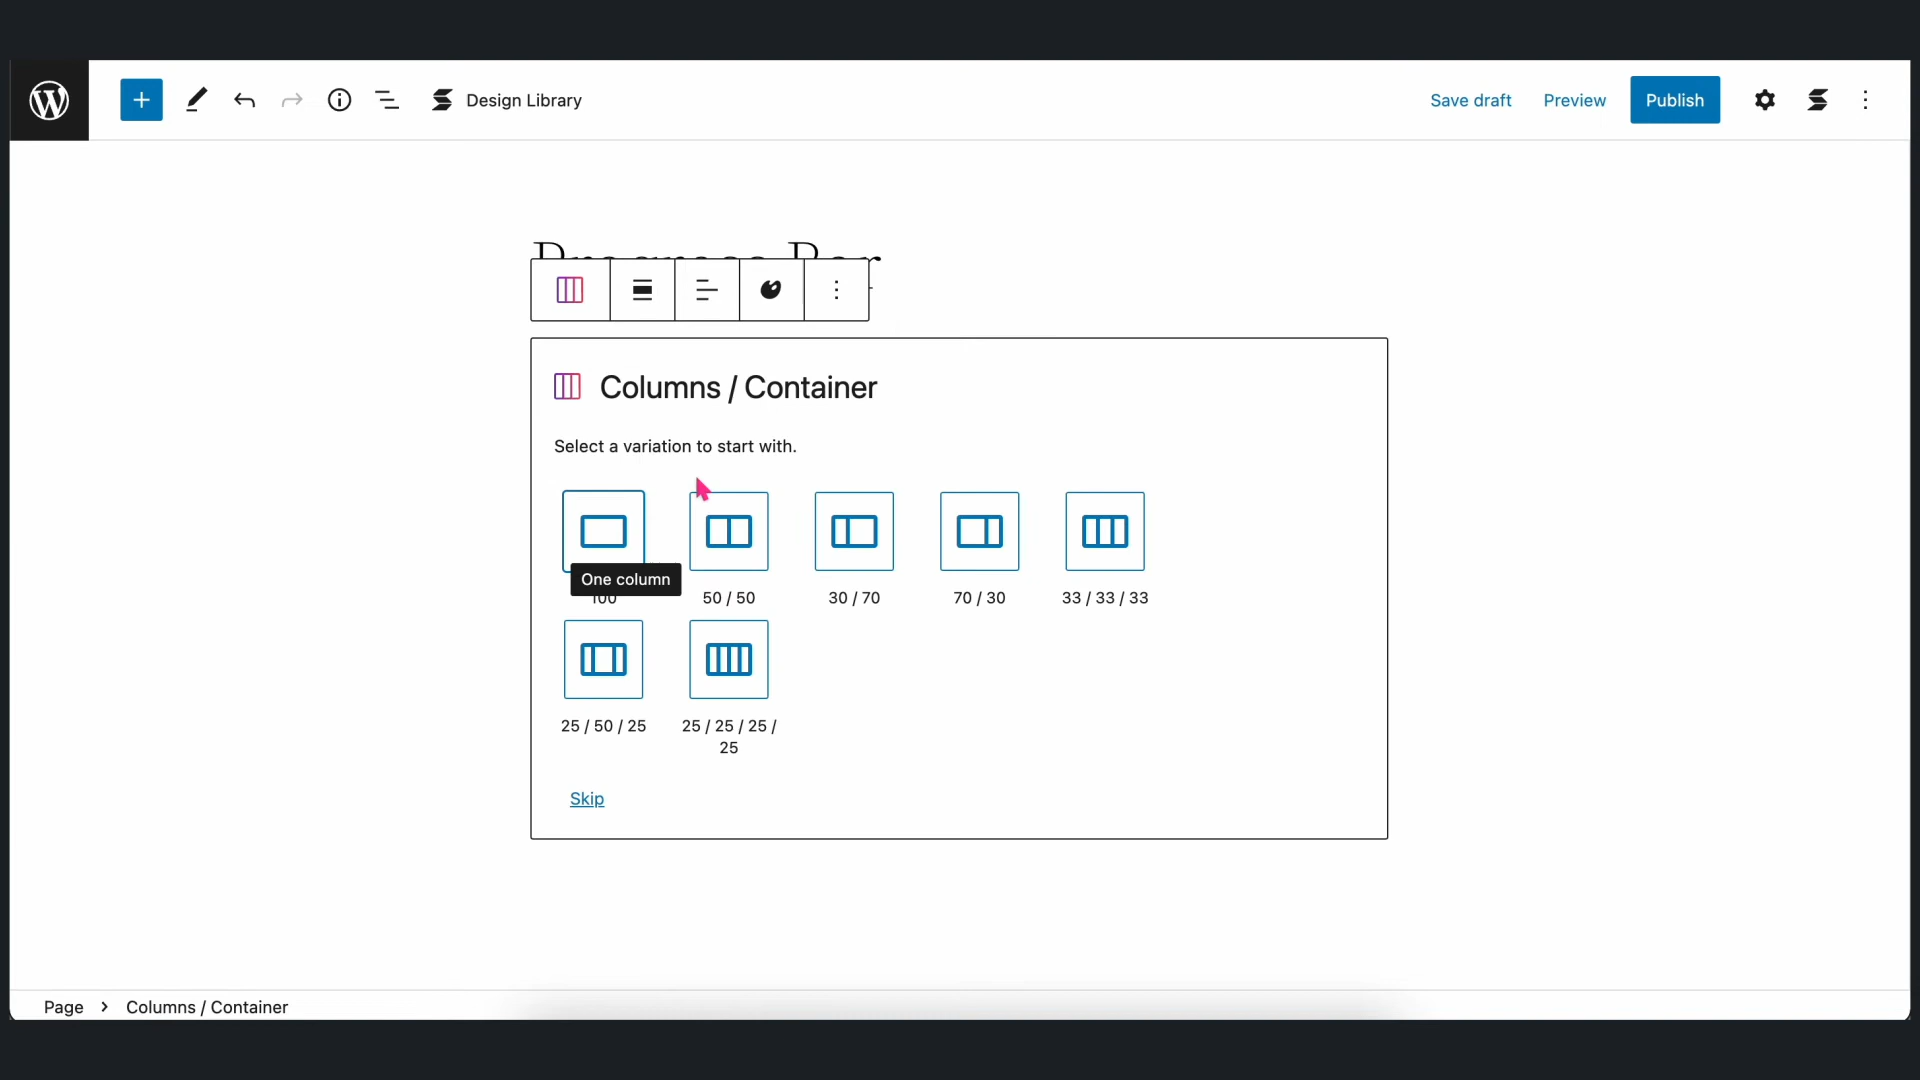 Design Library
Save draft
Preview
Publish
Columns / Container
Select a variation to start with.
One column
50 / 50
30 / 70
70 / 30
33 / 33 / 33
25 / 50 / 25
25 / 25 / 25 /
25
Skip
Page
Columns / Container